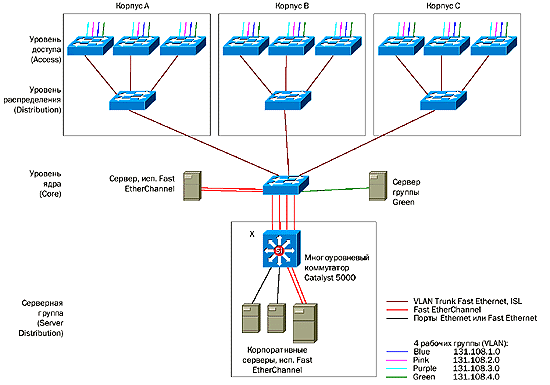 Корпус A
Корпус B
Корпус C
Уровень
доступа
(Access)
Уровень
распределения
(Distribution)
Уровень
ядра
(Core)
Сервер, исп. Fast
EtherChannel
Сервер
группы
Green
X
Многоуровневый
коммутатор
Catalyst 5000
Серверная
группа
(Server
Distribution)
Корпоративные
серверы, исп. Fast
EtherChannel
VLAN Trunk Fast Ethernet, ISL
Fast EtherChannel
Порты Ethernet или Fast Ethernet
4 рабочих группы (VLAN):
Blue 131.108.1.0
Pink 131.108.2.0
Purple 131.108.3.0
Green 131.108.4.0